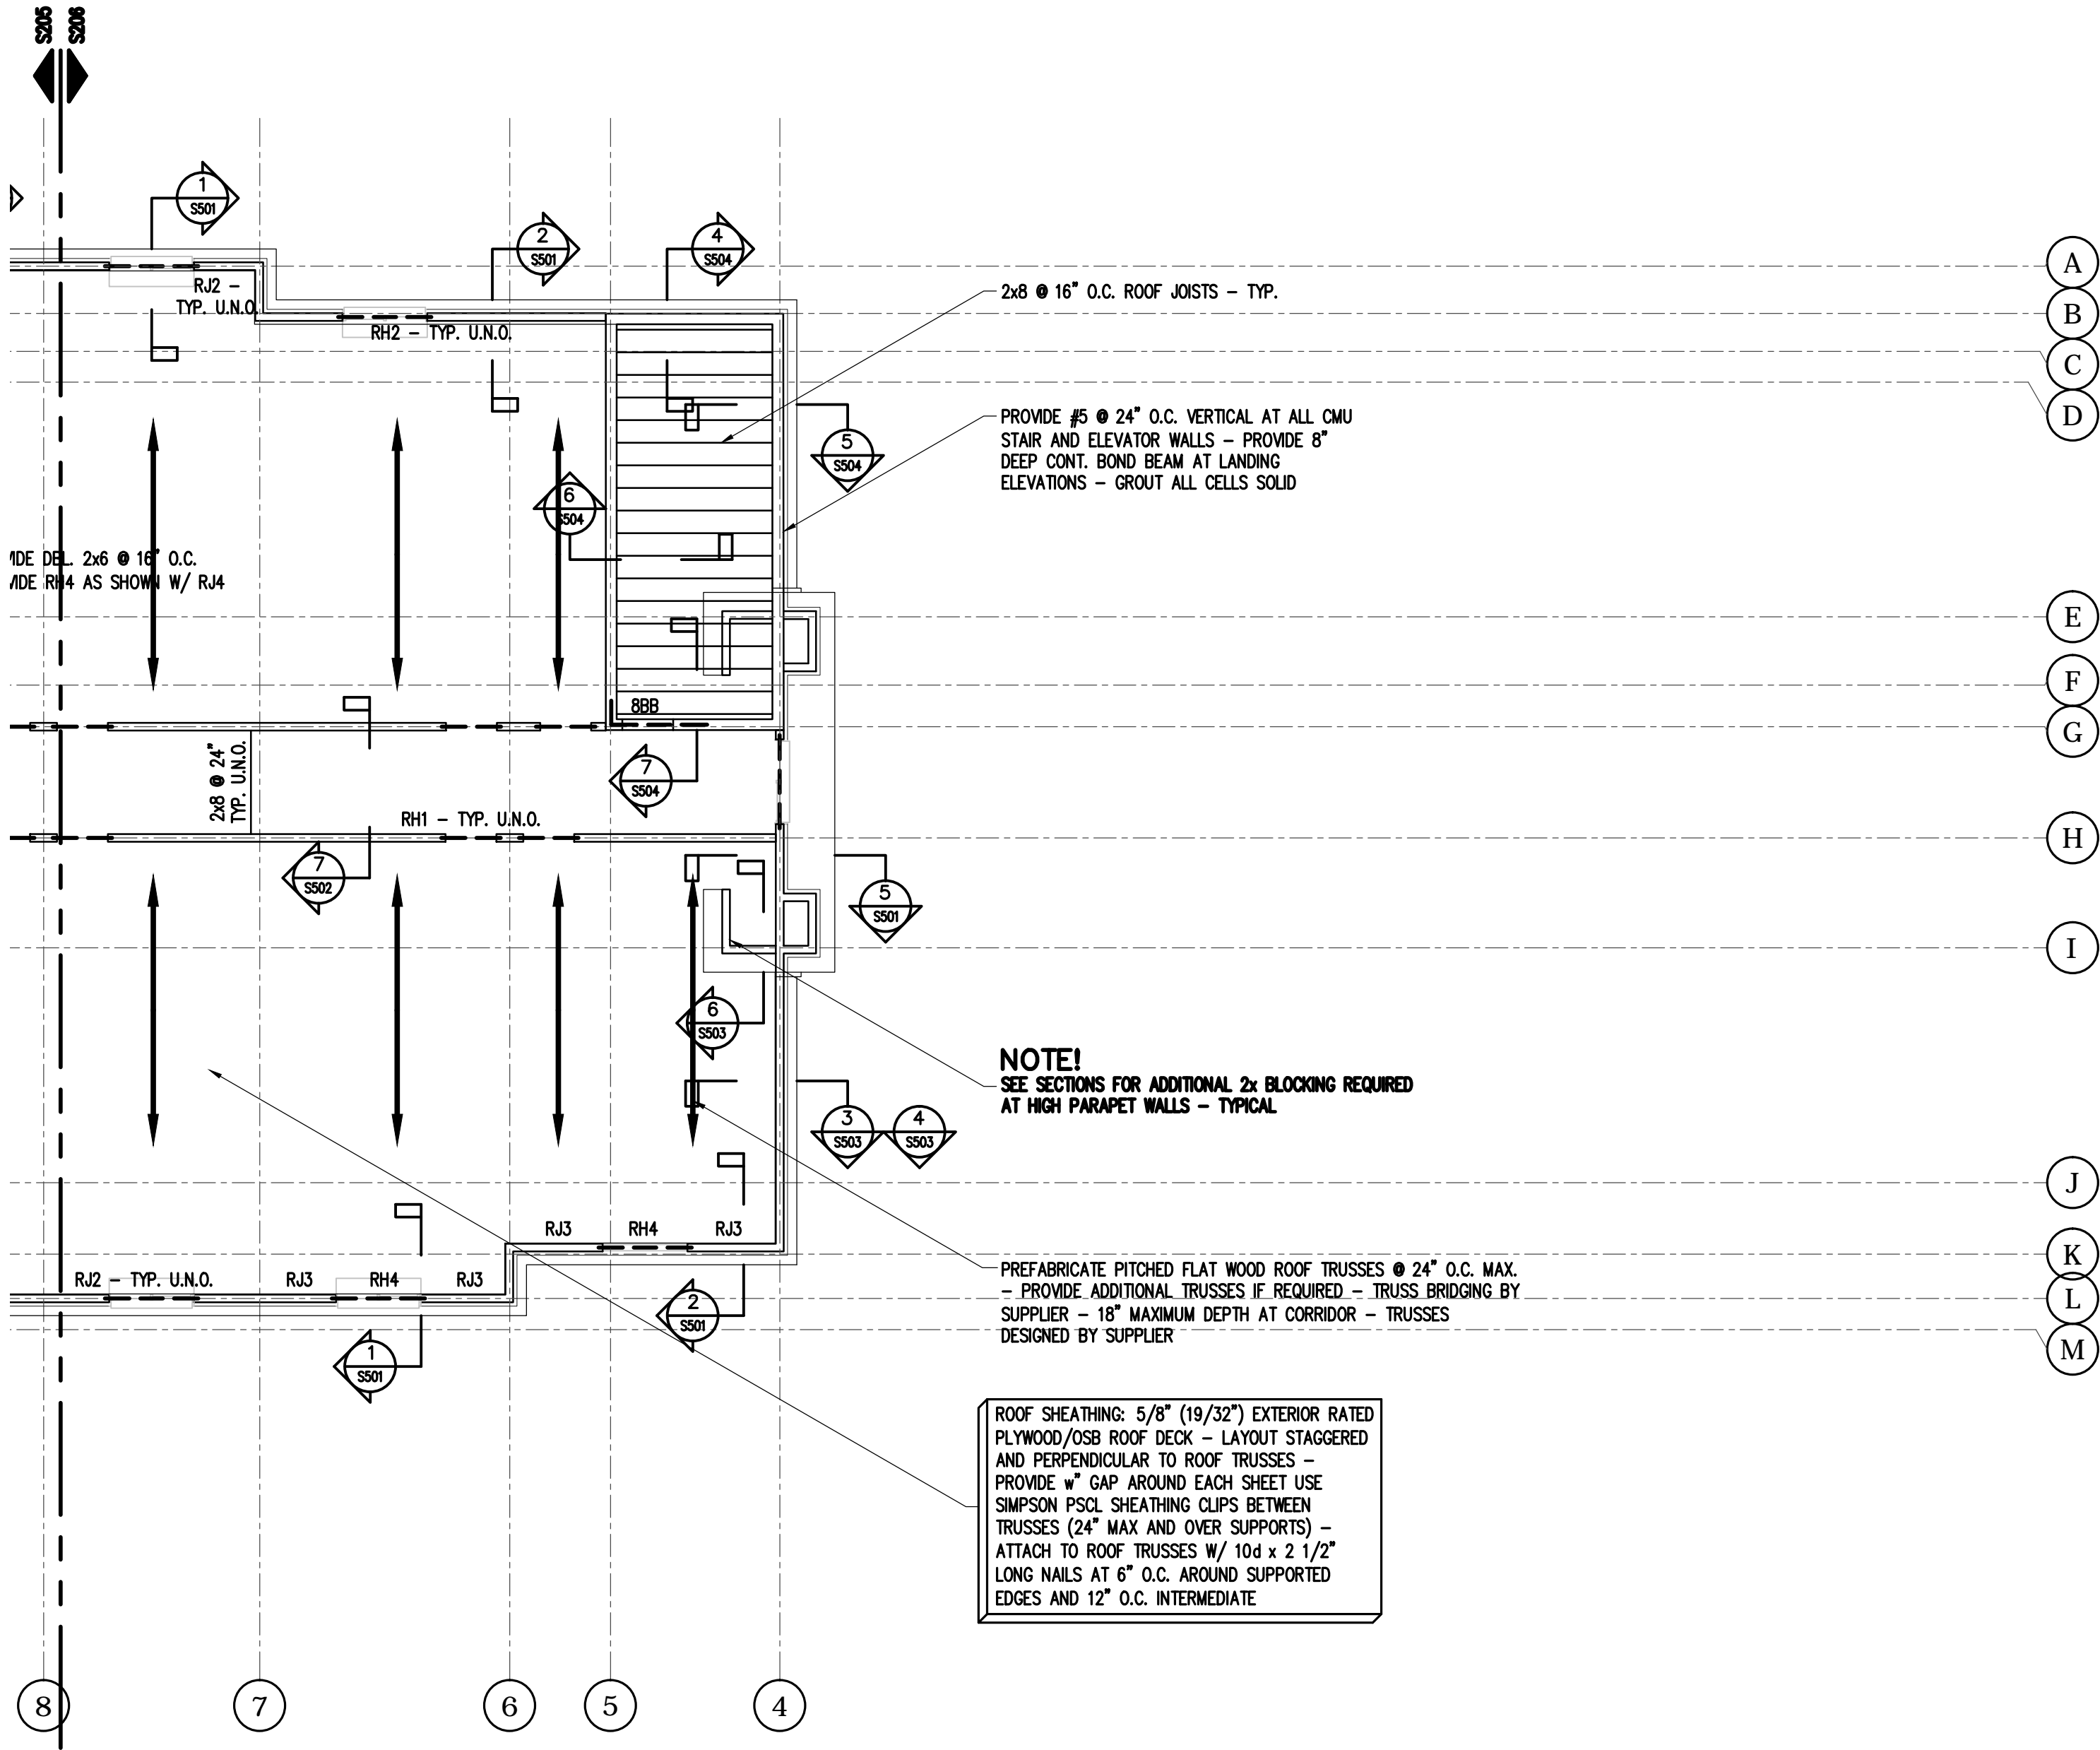 S205
S206
1
S501
2
S501
4
S504
A
RJ2 –
TYP. U.N.O.
2x8 @ 16" O.C. ROOF JOISTS – TYP.
B
RH2 – TYP. U.N.O.
C
PROVIDE #5 @ 24" O.C. VERTICAL AT ALL CMU
STAIR AND ELEVATOR WALLS – PROVIDE 8"
DEEP CONT. BOND BEAM AT LANDING
ELEVATIONS – GROUT ALL CELLS SOLID
D
5
S504
6
S504
DBL. 2x6 @ 16" O.C.
RH4 AS SHOWN W/ RJ4
E
F
8BB
G
2x8 @ 24"
TYP. U.N.O.
7
S504
RH1 – TYP. U.N.O.
H
7
S502
5
S501
I
6
S503
NOTE!
SEE SECTIONS FOR ADDITIONAL 2x BLOCKING REQUIRED
AT HIGH PARAPET WALLS – TYPICAL
3
S503
4
S503
J
RJ3
RH4
RJ3
K
RJ2 – TYP. U.N.O.
RJ3
RH4
RJ3
PREFABRICATE PITCHED FLAT WOOD ROOF TRUSSES @ 24" O.C. MAX.
– PROVIDE ADDITIONAL TRUSSES IF REQUIRED – TRUSS BRIDGING BY
SUPPLIER – 18" MAXIMUM DEPTH AT CORRIDOR – TRUSSES
DESIGNED BY SUPPLIER
L
2
S501
M
1
S501
ROOF SHEATHING: 5/8" (19/32") EXTERIOR RATED
PLYWOOD/OSB ROOF DECK – LAYOUT STAGGERED
AND PERPENDICULAR TO ROOF TRUSSES –
PROVIDE w" GAP AROUND EACH SHEET USE
SIMPSON PSCL SHEATHING CLIPS BETWEEN
TRUSSES (24" MAX AND OVER SUPPORTS) –
ATTACH TO ROOF TRUSSES W/ 10d x 2 1/2"
LONG NAILS AT 6" O.C. AROUND SUPPORTED
EDGES AND 12" O.C. INTERMEDIATE
8
7
6
5
4